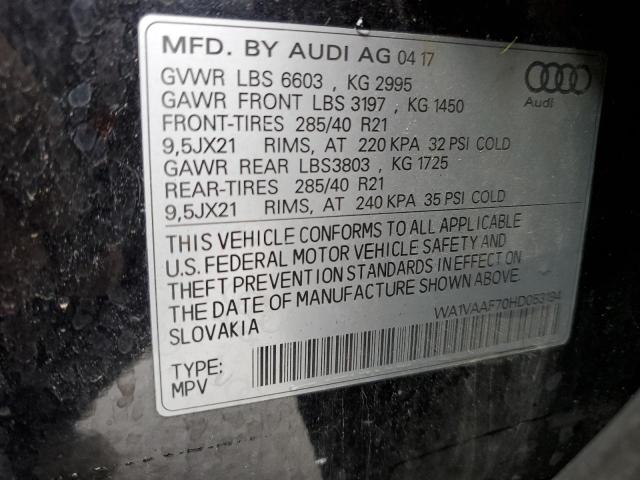 MFD. BY AUDI AG 04 17
GVWR LBS 6603 , KG 2995
GAWR FRONT LBS 3197 , KG 1450
FRONT-TIRES 285/40 R21
9,5JX21 RIMS, AT 220 KPA 32 PSI COLD
GAWR REAR LBS3803 , KG 1725
REAR-TIRES 285/40 R21
9,5JX21 RIMS, AT 240 KPA 35 PSI COLD
Audi
THIS VEHICLE CONFORMS TO ALL APPLICABLE
U.S. FEDERAL MOTOR VEHICLE SAFETY AND
THEFT PREVENTION STANDARDS IN EFFECT ON
THE DATE OF MANUFACTURE SHOWN ABOVE.
SLOVAKIA
WA1VAAF70HD053194
TYPE:
MPV